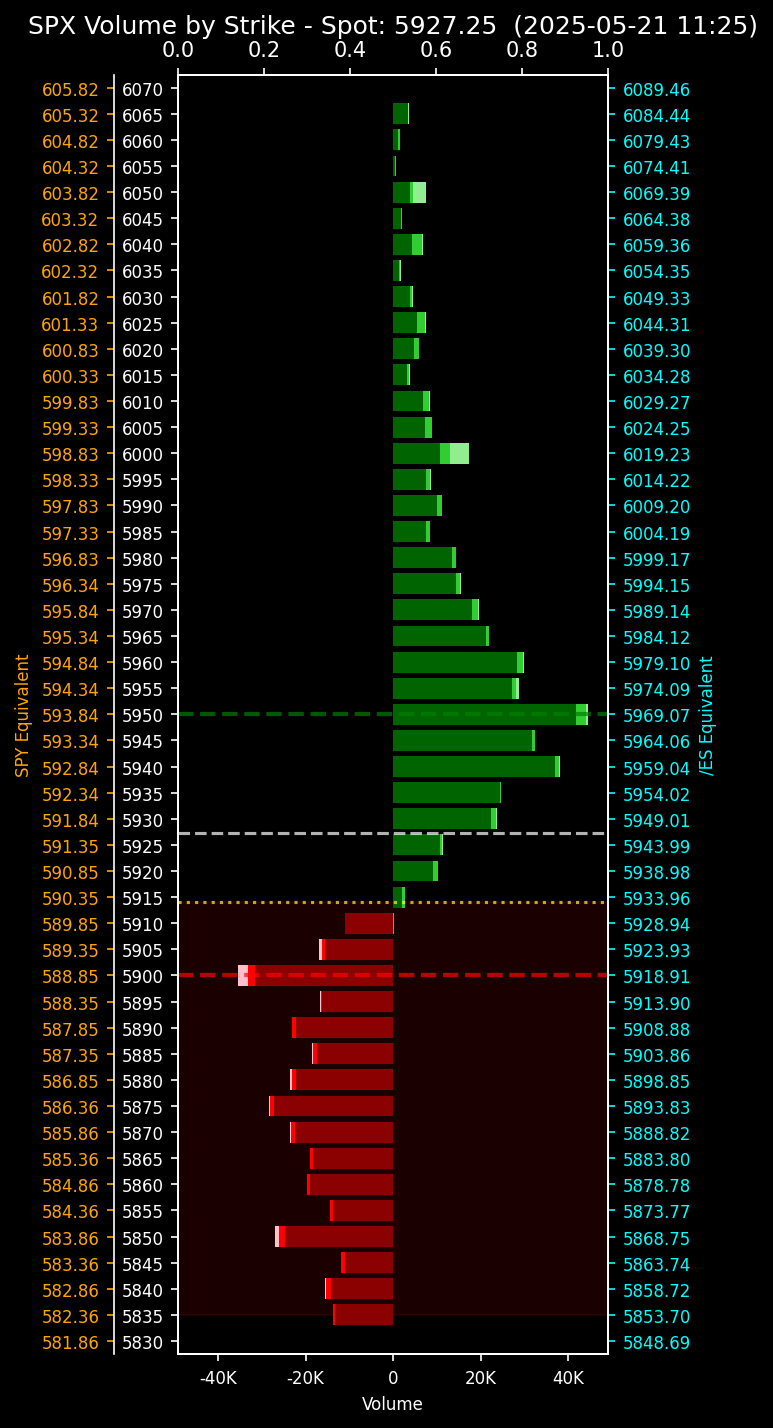 SPX Volume by Strike - Spot: 5927.25 (2025-05-21 11:25)
0.0 0.2 0.4 0.6 0.8 1.0
605.82 6070 6089.46
605.32 6065 6084.44
604.82 6060 6079.43
604.32 6055 6074.41
603.82 6050 6069.39
603.32 6045 6064.38
602.82 6040 6059.36
602.32 6035 6054.35
601.82 6030 6049.33
601.33 6025 6044.31
600.83 6020 6039.30
600.33 6015 6034.28
599.83 6010 6029.27
599.33 6005 6024.25
598.83 6000 6019.23
598.33 5995 6014.22
597.83 5990 6009.20
597.33 5985 6004.19
596.83 5980 5999.17
596.34 5975 5994.15
595.84 5970 5989.14
595.34 5965 5984.12
594.84 5960 5979.10
594.34 5955 5974.09
593.84 5950 5969.07
593.34 5945 5964.06
592.84 5940 5959.04
592.34 5935 5954.02
591.84 5930 5949.01
591.35 5925 5943.99
590.85 5920 5938.98
590.35 5915 5933.96
589.85 5910 5928.94
589.35 5905 5923.93
588.85 5900 5918.91
588.35 5895 5913.90
587.85 5890 5908.88
587.35 5885 5903.86
586.85 5880 5898.85
586.36 5875 5893.83
585.86 5870 5888.82
585.36 5865 5883.80
584.86 5860 5878.78
584.36 5855 5873.77
583.86 5850 5868.75
583.36 5845 5863.74
582.86 5840 5858.72
582.36 5835 5853.70
581.86 5830 5848.69
SPY Equivalent
/ES Equivalent
-40K -20K 0 20K 40K
Volume